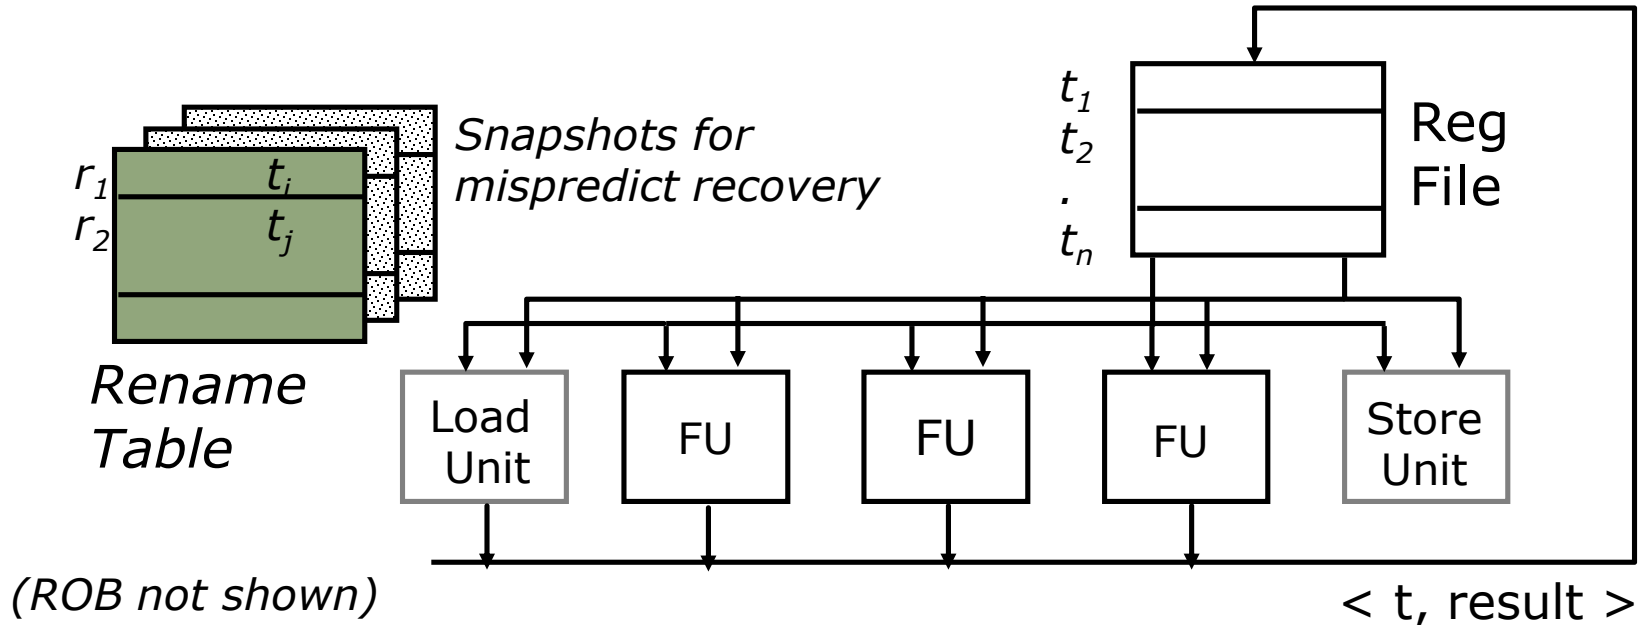 t1
t2
.
tn
Reg
File
Snapshots for
mispredict recovery
r1 ti
r2 tj
Rename
Table
Load
Unit
FU
FU
FU
Store
Unit
(ROB not shown)
< t, result >